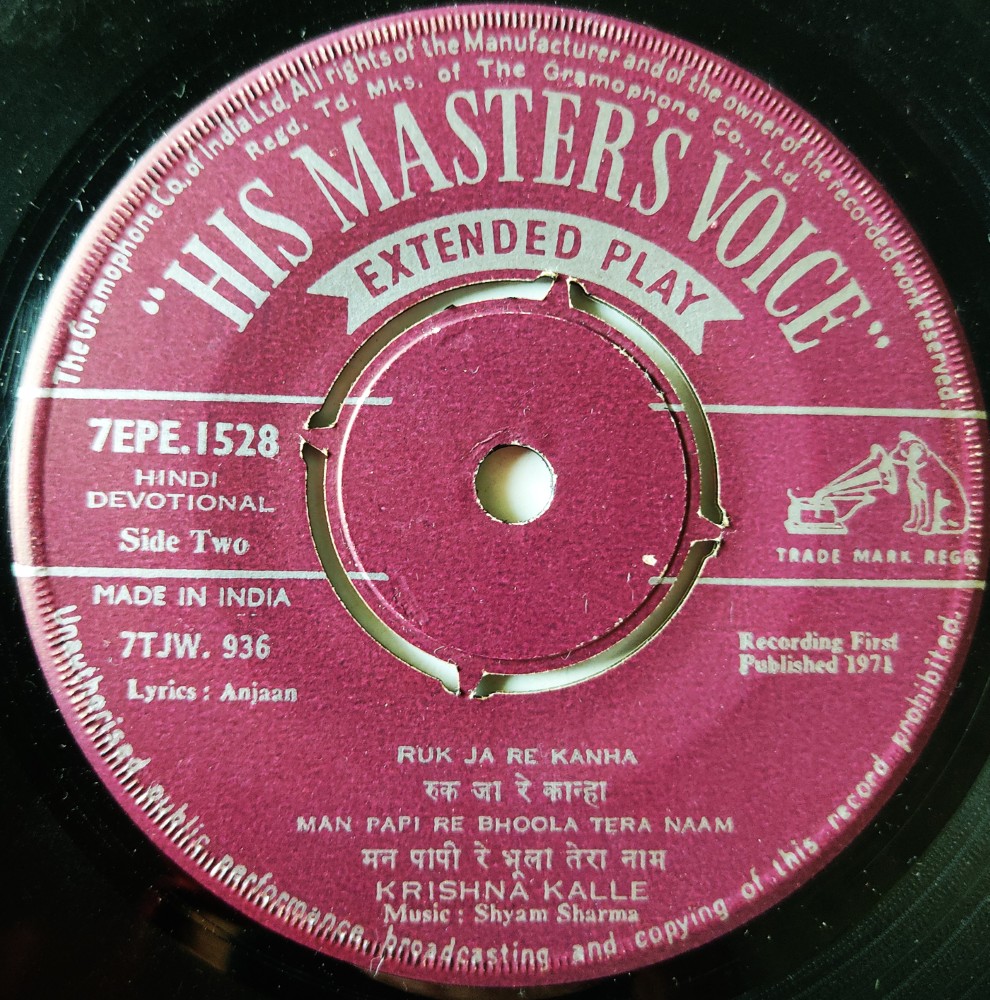 The Gramophone Co. of India Ltd. All rights of the Manufacturer and of the owner of the recorded work reserved.
Regd. Td. Mks. of The Gramophone Co., Ltd.
"HIS MASTER'S VOICE"
EXTENDED PLAY
7EPE.1528
HINDI
DEVOTIONAL
Side Two
TRADE MARK REGD
MADE IN INDIA
7TJW. 936
Lyrics : Anjaan
Recording First
Published 1971
RUK JA RE KANHA
रुक जा रे कान्हा
MAN PAPI RE BHOOLA TERA NAAM
मन पापी रे भूला तेरा नाम
KRISHNA KALLE
Music : Shyam Sharma
Unauthorised Public Performance, broadcasting and copying of this record prohibited.